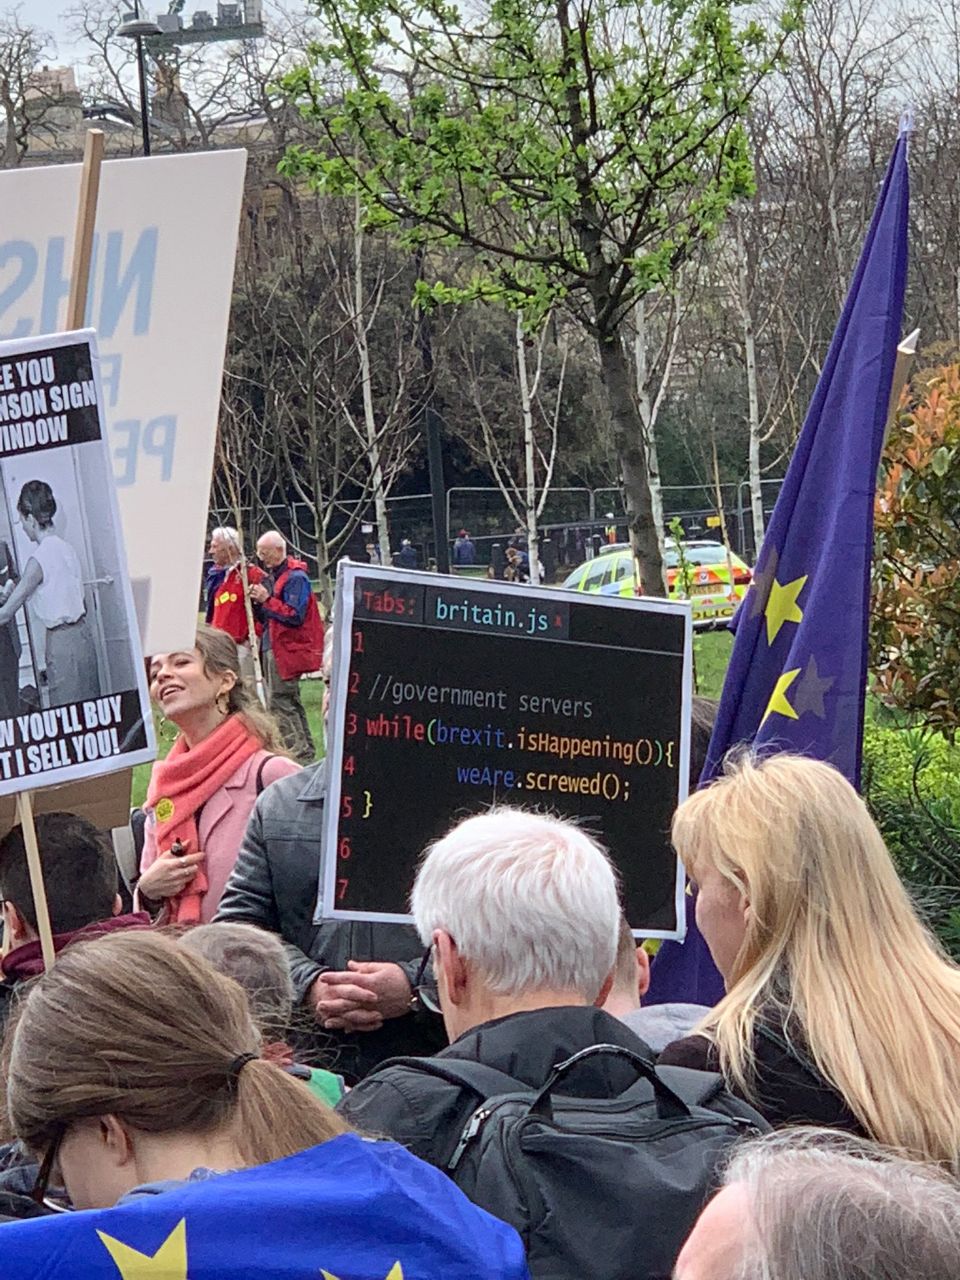 NHS
EE YOU
NSON SIGN
WINDOW
W YOU'LL BUY
T I SELL YOU!
Tabs: britain.js x
1
2 //government servers
3 while(brexit.isHappening()){
4 weAre.screwed();
5 }
6
7